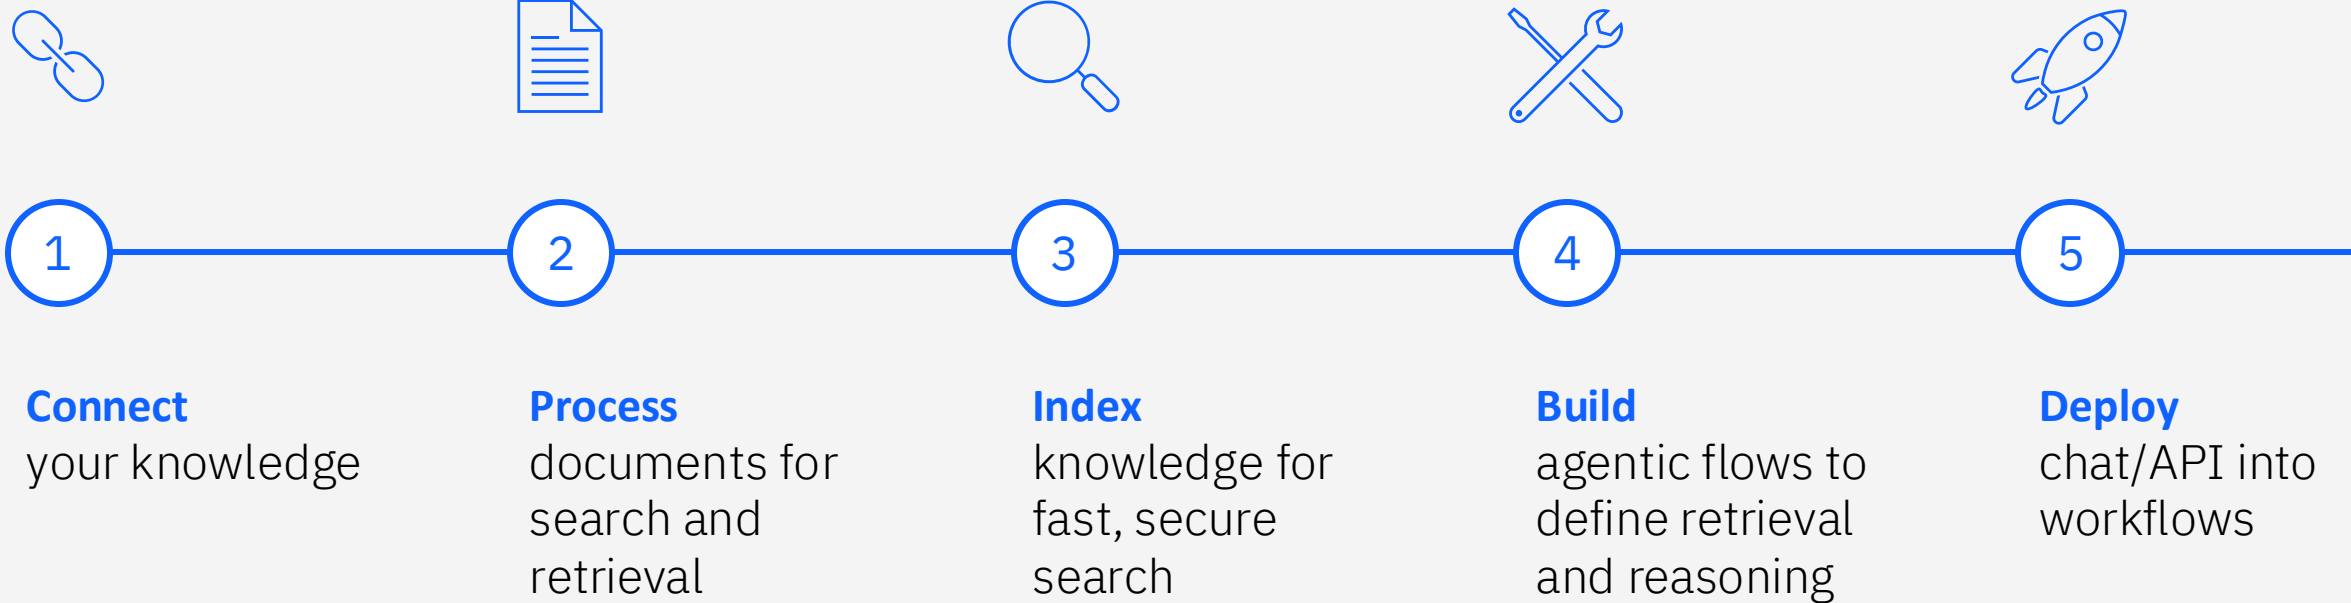 1
2
3
4
5
Connect
your knowledge
Process
documents for
search and
retrieval
Index
knowledge for
fast, secure
search
Build
agentic flows to
define retrieval
and reasoning
Deploy
chat/API into
workflows